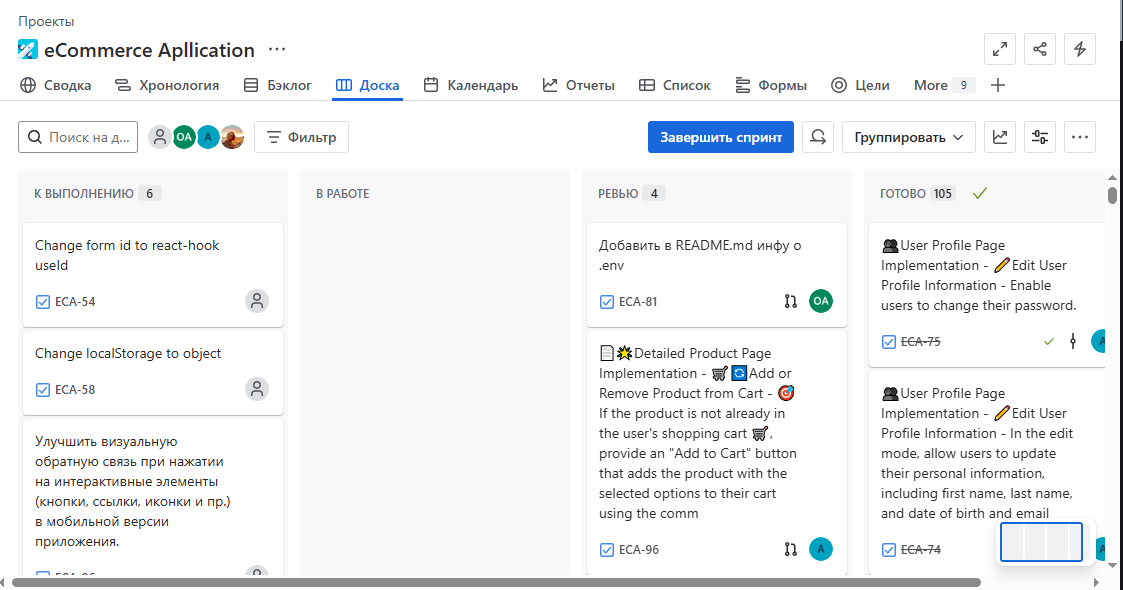 Проекты
eCommerce Apllication
Сводка
Хронология
Бэклог
Доска
Календарь
Отчеты
Список
Формы
Цели
More 9
Поиск на д...
OA
A
Фильтр
Завершить спринт
Группировать
К ВЫПОЛНЕНИЮ 6
Change form id to react-hook
useId
ECA-54
Change localStorage to object
ECA-58
Улучшить визуальную
обратную связь при нажатии
на интерактивные элементы
(кнопки, ссылки, иконки и пр.)
в мобильной версии
приложения.
В РАБОТЕ
РЕВЬЮ 4
Добавить в README.md инфу о
.env
ECA-81
OA
Detailed Product Page
Implementation - Add or
Remove Product from Cart -
If the product is not already in
the user's shopping cart ,
provide an "Add to Cart" button
that adds the product with the
selected options to their cart
using the comm
ECA-96
A
ГОТОВО 105
User Profile Page
Implementation - Edit User
Profile Information - Enable
users to change their password.
ECA-75
A
User Profile Page
Implementation - Edit User
Profile Information - In the edit
mode, allow users to update
their personal information,
including first name, last name,
and date of birth and email
ECA-74